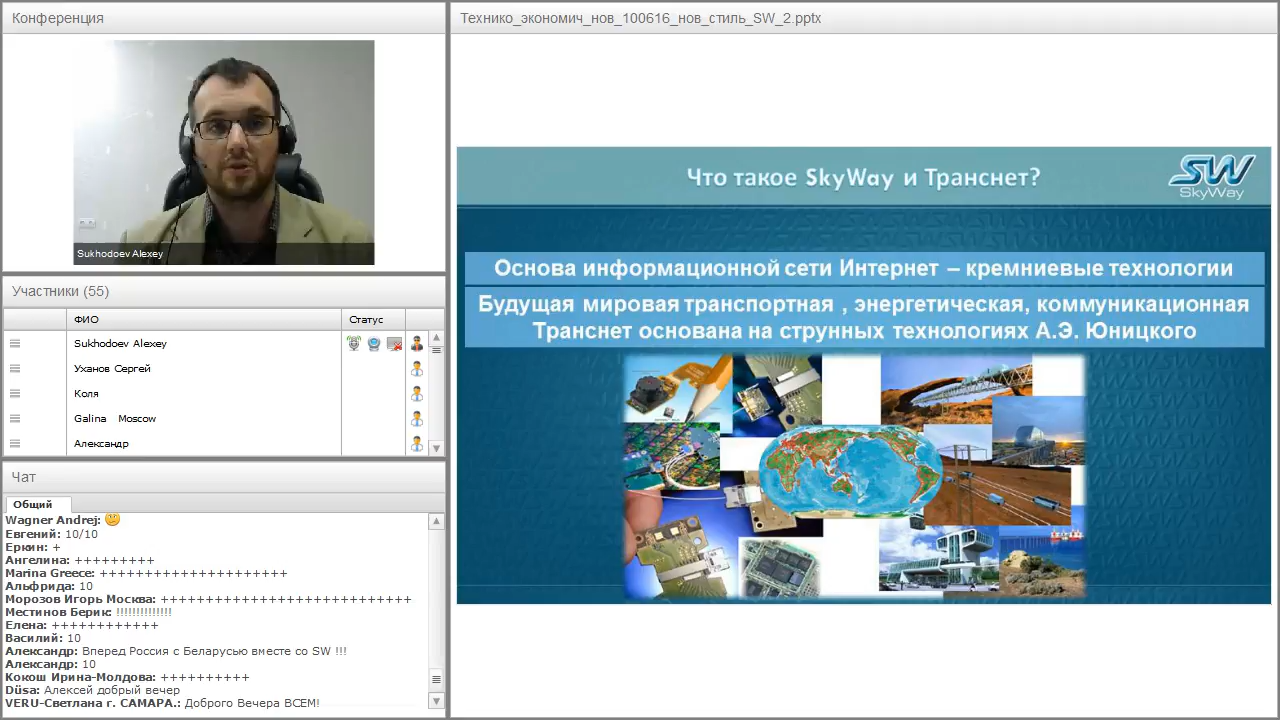 Конференция
Sukhodoev Alexey
Участники (55)
ФИО
Статус
Sukhodoev Alexey
Уханов Сергей
Коля
Galina Moscow
Александр
Чат
Общий
Wagner Andrej:
Евгений: 10/10
Еркин: +
Ангелина: +++++++++
Marina Greece: +++++++++++++++++++++
Альфрида: 10
Морозов Игорь Москва: ++++++++++++++++++++++++++++
Местинов Берик: !!!!!!!!!!!!!!
Елена: ++++++++++++
Василий: 10
Александр: Вперед Россия с Беларусью вместе со SW !!!
Александр: 10
Кокош Ирина-Молдова: ++++++++++
Düsa: Алексей добрый вечер
VERU-Светлана г. САМАРА.: Доброго Вечера ВСЕМ!
Технико_экономич_нов_100616_нов_стиль_SW_2.pptx
Что такое SkyWay и Транснет?
SW
SkyWay
Основа информационной сети Интернет – кремниевые технологии
Будущая мировая транспортная , энергетическая, коммуникационная
Транснет основана на струнных технологиях А.Э. Юницкого